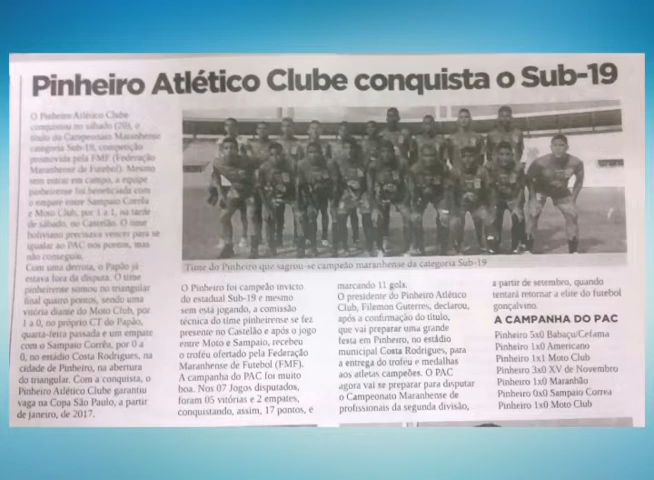 Pinheiro Atlético Clube conquista o Sub-19
O Pinheiro Atlético Clube
conquistou no sábado (20), o
título da Campeonato Maranhense
categoria Sub-19, competição
promovida pela FMF (Federação
Maranhense de Futebol). Mesmo
sem entrar em campo, a equipe
pinheirense foi beneficiada com
o empate entre Sampaio Corrêa
e Moto Club, por 1 a 1, na tarde
de sábado, no Castelão. O time
boliviano precisava vencer para se
igualar ao PAC nos pontos, mas
não conseguiu.
Com uma derrota, o Papão já
estava fora da disputa. O time
pinheirense somou no triangular
final quatro pontos, sendo uma
vitória diante do Moto Club, por
1 a 0, no próprio CT do Papão,
quarta-feira passada e um empate
com o Sampaio Corrêa, por 0 a
0, no estádio Costa Rodrigues, na
cidade de Pinheiro, na abertura
do triangular. Com a conquista, o
Pinheiro Atlético Clube garantiu
vaga na Copa São Paulo, a partir
de janeiro, de 2017.
Time do Pinheiro que sagrou-se campeão maranhense da categoria Sub-19
O Pinheiro foi campeão invicto
do estadual Sub-19 e mesmo
sem está jogando, a comissão
técnica do time pinheirense se fez
presente no Castelão e após o jogo
entre Moto e Sampaio, recebeu
o troféu ofertado pela Federação
Maranhense de Futebol (FMF).
A campanha do PAC foi muito
boa. Nos 07 Jogos disputados,
foram 05 vitórias e 2 empates,
conquistando, assim, 17 pontos, e
marcando 11 gols.
O presidente do Pinheiro Atlético
Club, Filemon Guterres, declarou,
após a confirmação do título,
que vai preparar uma grande
festa em Pinheiro, no estádio
municipal Costa Rodrigues, para
a entrega do troféu e medalhas
aos atletas campeões. O PAC
agora vai se preparar para disputar
o Campeonato Maranhense de
profissionais da segunda divisão,
a partir de setembro, quando
tentará retornar a elite do futebol
gonçalvino.
A CAMPANHA DO PAC
Pinheiro 5x0 Babaçu/Cefama
Pinheiro 1x0 Americano
Pinheiro 1x1 Moto Club
Pinheiro 3x0 XV de Novembro
Pinheiro 1x0 Maranhão
Pinheiro 0x0 Sampaio Correa
Pinheiro 1x0 Moto Club